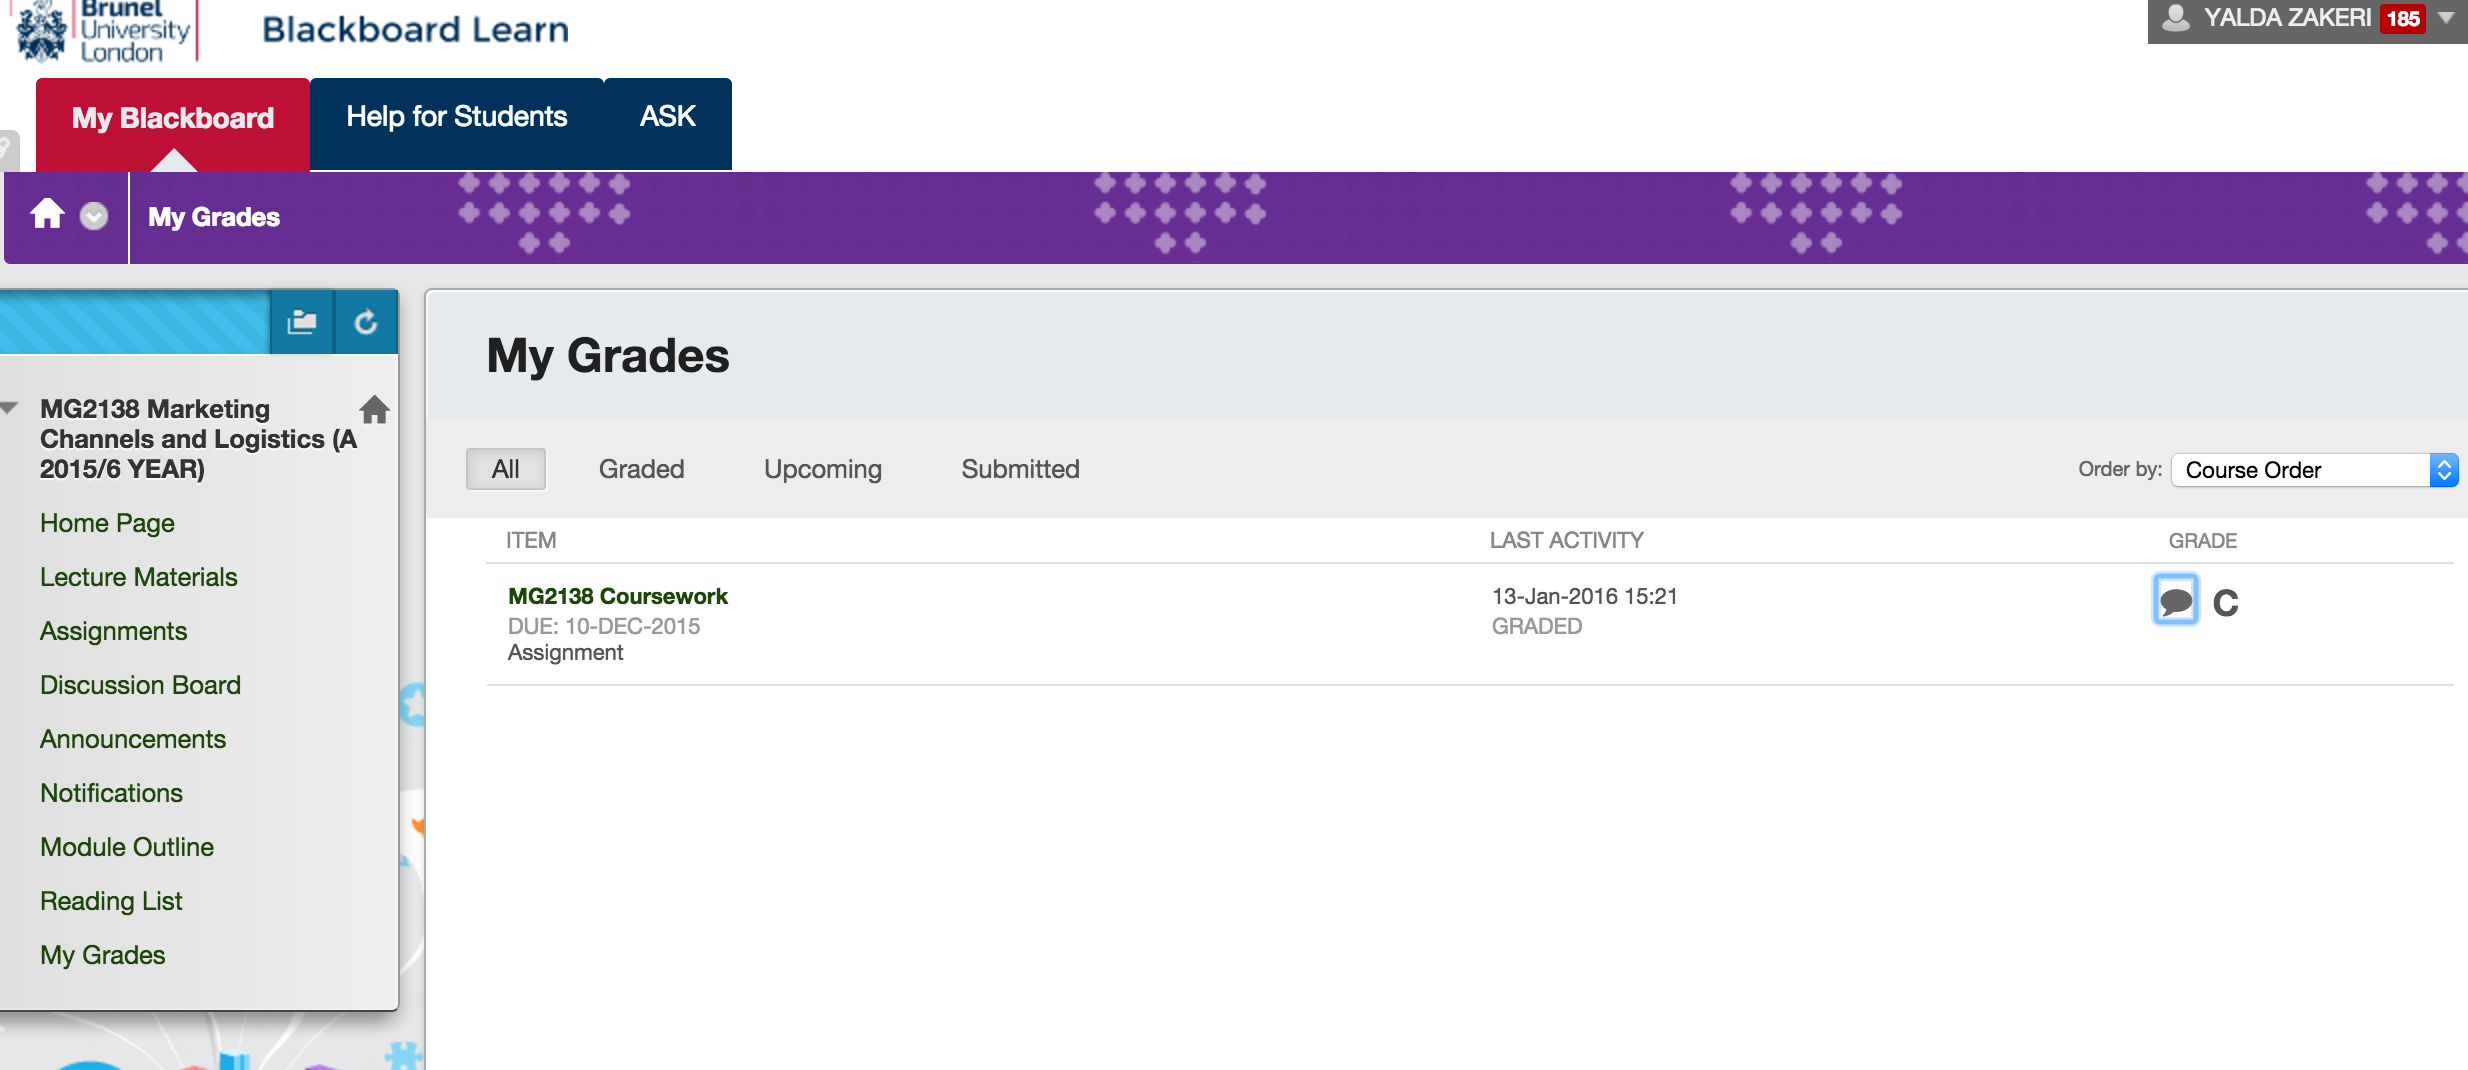 Brunel
University
London
Blackboard Learn
YALDA ZAKERI 185
My Blackboard
Help for Students
ASK
My Grades
MG2138 Marketing
Channels and Logistics (A
2015/6 YEAR)
Home Page
Lecture Materials
Assignments
Discussion Board
Announcements
Notifications
Module Outline
Reading List
My Grades
My Grades
All Graded Upcoming Submitted
Order by: Course Order
ITEM LAST ACTIVITY GRADE
MG2138 Coursework 13-Jan-2016 15:21 C
DUE: 10-DEC-2015 GRADED
Assignment